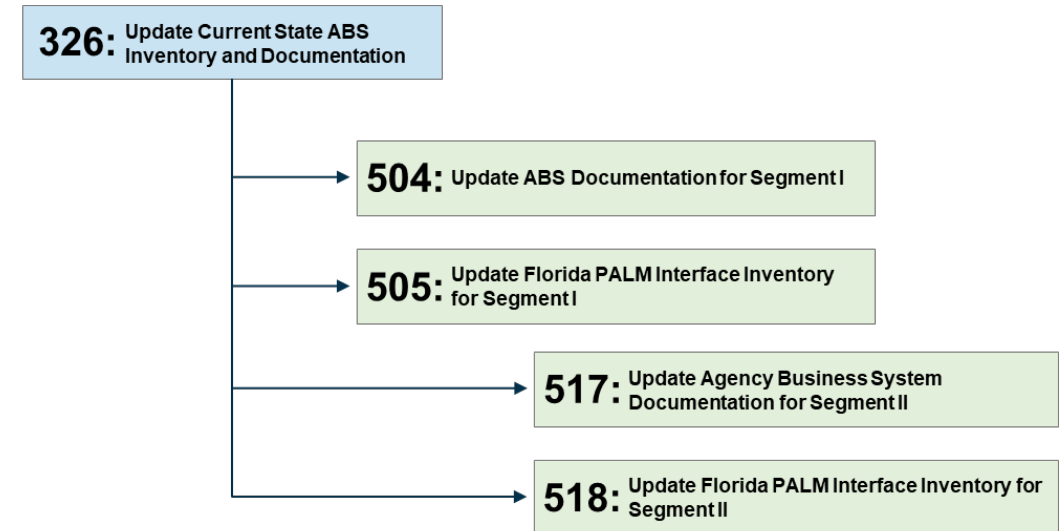 326: Update Current State ABS
Inventory and Documentation
504: Update ABS Documentation for Segment I
505: Update Florida PALM Interface Inventory
for Segment I
517: Update Agency Business System
Documentation for Segment II
518: Update Florida PALM Interface Inventory for
Segment II